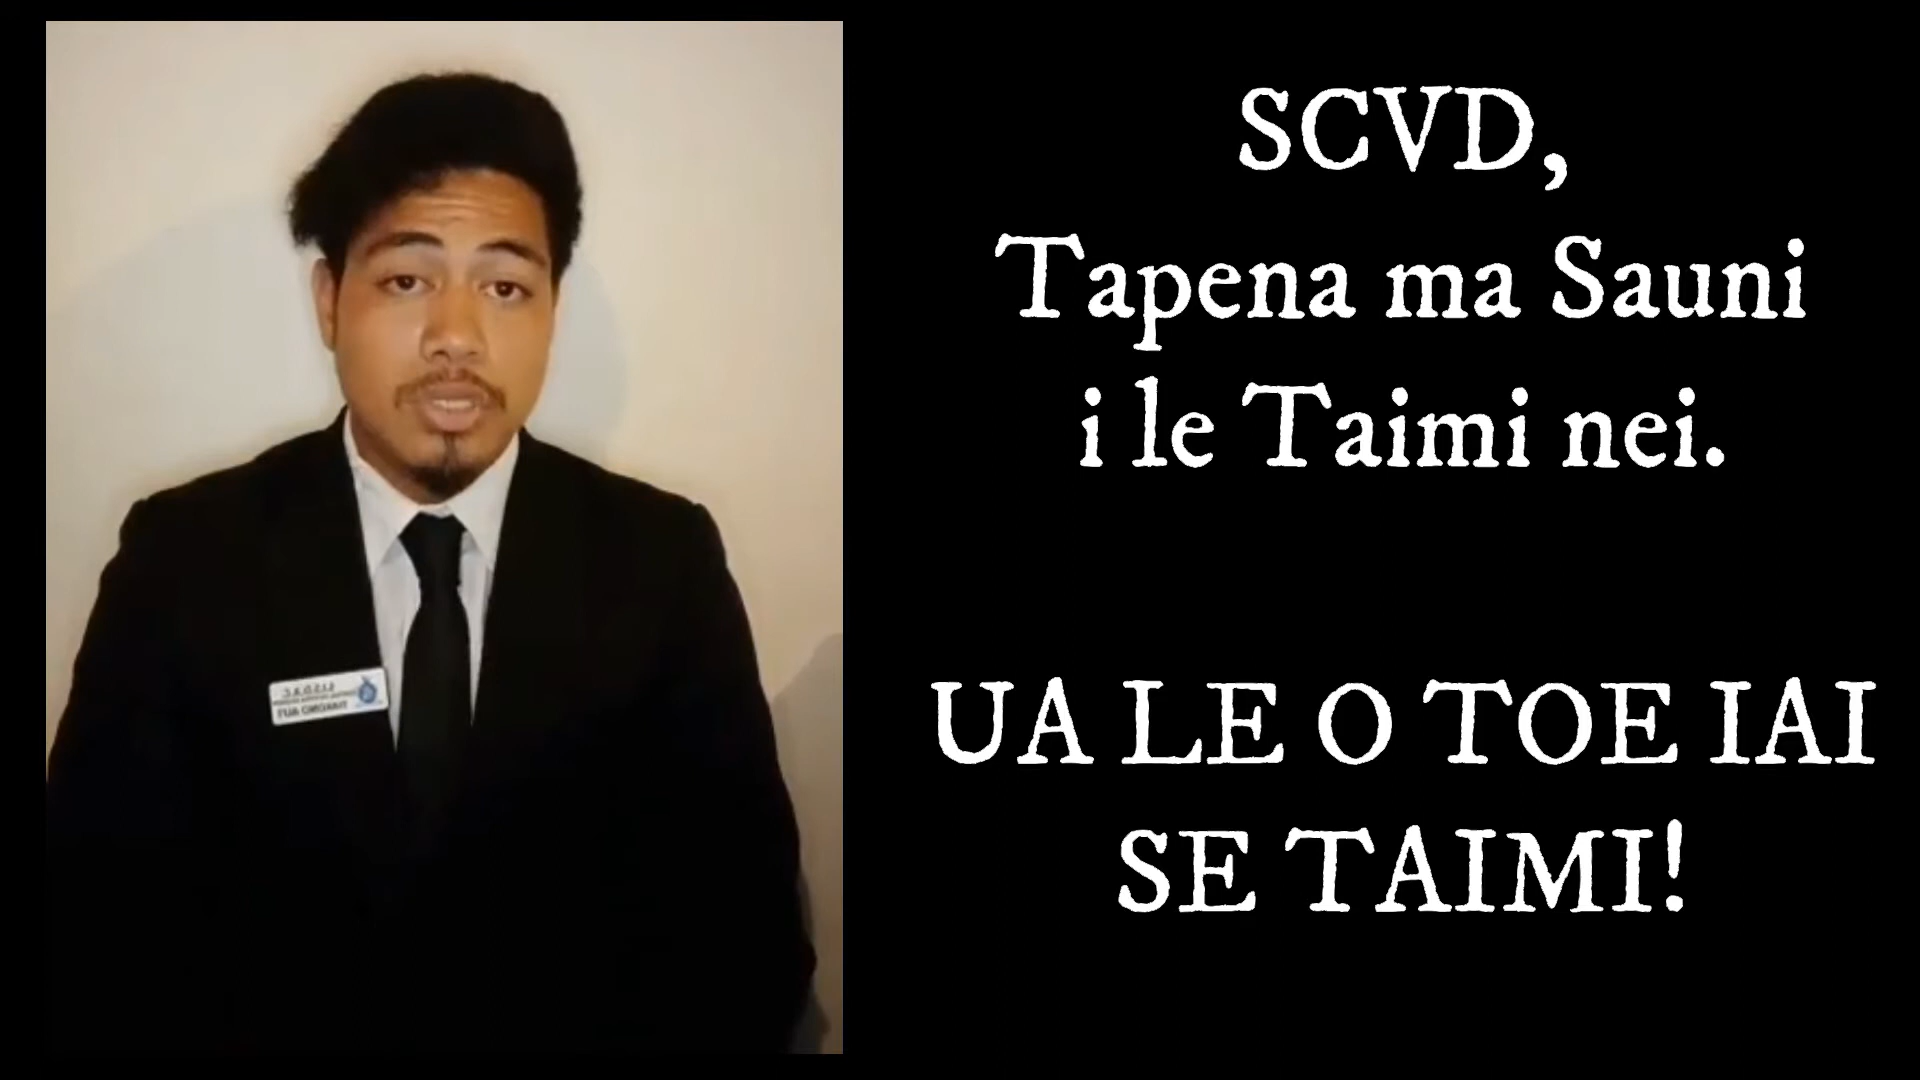 SCVD,
Tapena ma Sauni
i le Taimi nei.
UA LE O TOE IAI
SE TAIMI!